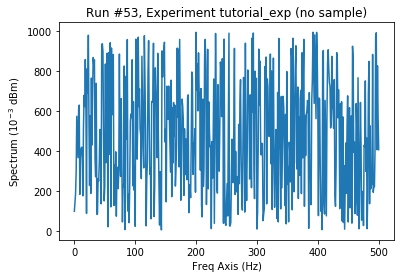 Run #53, Experiment tutorial_exp (no sample)
1000
800
600
400
200
0
Spectrum (10⁻³ dBm)
0 100 200 300 400 500
Freq Axis (Hz)